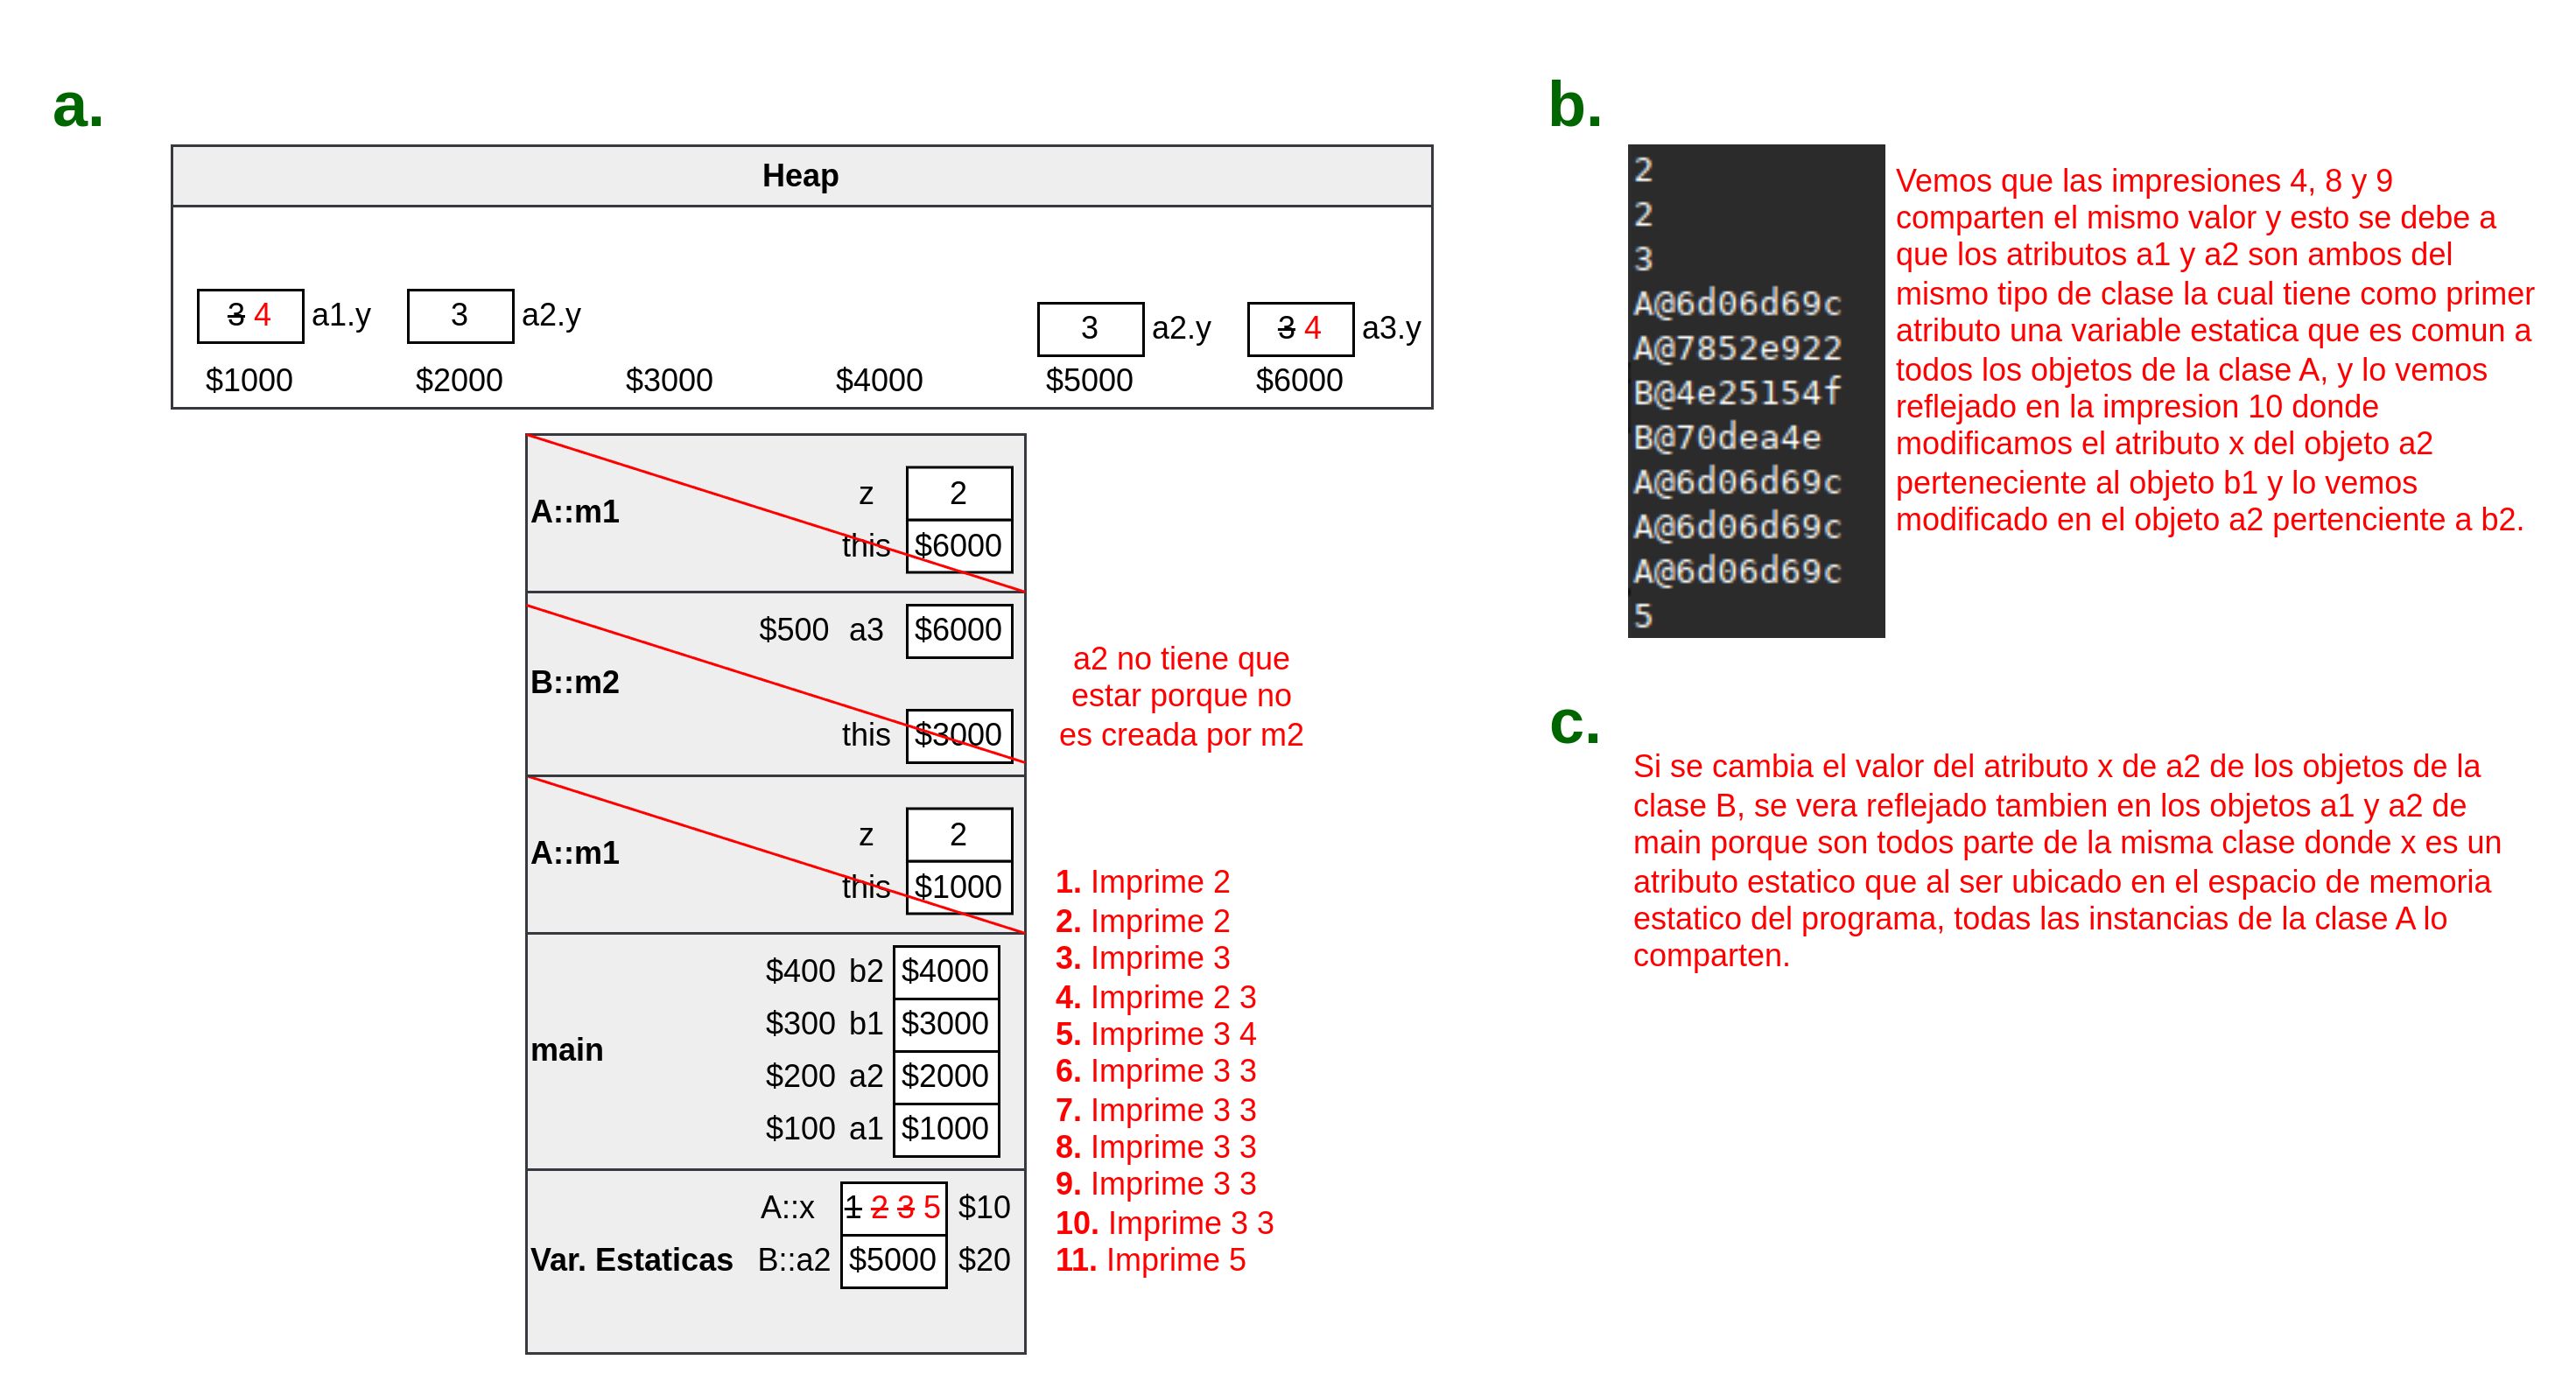 a.
Heap
3 4 a1.y 3 a2.y 3 a2.y 3 4 a3.y
$1000 $2000 $3000 $4000 $5000 $6000
A::m1
z 2
this $6000
B::m2
$500 a3 $6000
this $3000
a2 no tiene que
estar porque no
es creada por m2
A::m1
z 2
this $1000
main
$400 b2 $4000
$300 b1 $3000
$200 a2 $2000
$100 a1 $1000
Var. Estaticas
A::x 1 2 3 5 $10
B::a2 $5000 $20
1. Imprime 2
2. Imprime 2
3. Imprime 3
4. Imprime 2 3
5. Imprime 3 4
6. Imprime 3 3
7. Imprime 3 3
8. Imprime 3 3
9. Imprime 3 3
10. Imprime 3 3
11. Imprime 5
b.
2
2
3
A@6d06d69c
A@7852e922
B@4e25154f
B@70dea4e
A@6d06d69c
A@6d06d69c
A@6d06d69c
5
Vemos que las impresiones 4, 8 y 9
comparten el mismo valor y esto se debe a
que los atributos a1 y a2 son ambos del
mismo tipo de clase la cual tiene como primer
atributo una variable estatica que es comun a
todos los objetos de la clase A, y lo vemos
reflejado en la impresion 10 donde
modificamos el atributo x del objeto a2
perteneciente al objeto b1 y lo vemos
modificado en el objeto a2 pertenciente a b2.
c.
Si se cambia el valor del atributo x de a2 de los objetos de la
clase B, se vera reflejado tambien en los objetos a1 y a2 de
main porque son todos parte de la misma clase donde x es un
atributo estatico que al ser ubicado en el espacio de memoria
estatico del programa, todas las instancias de la clase A lo
comparten.